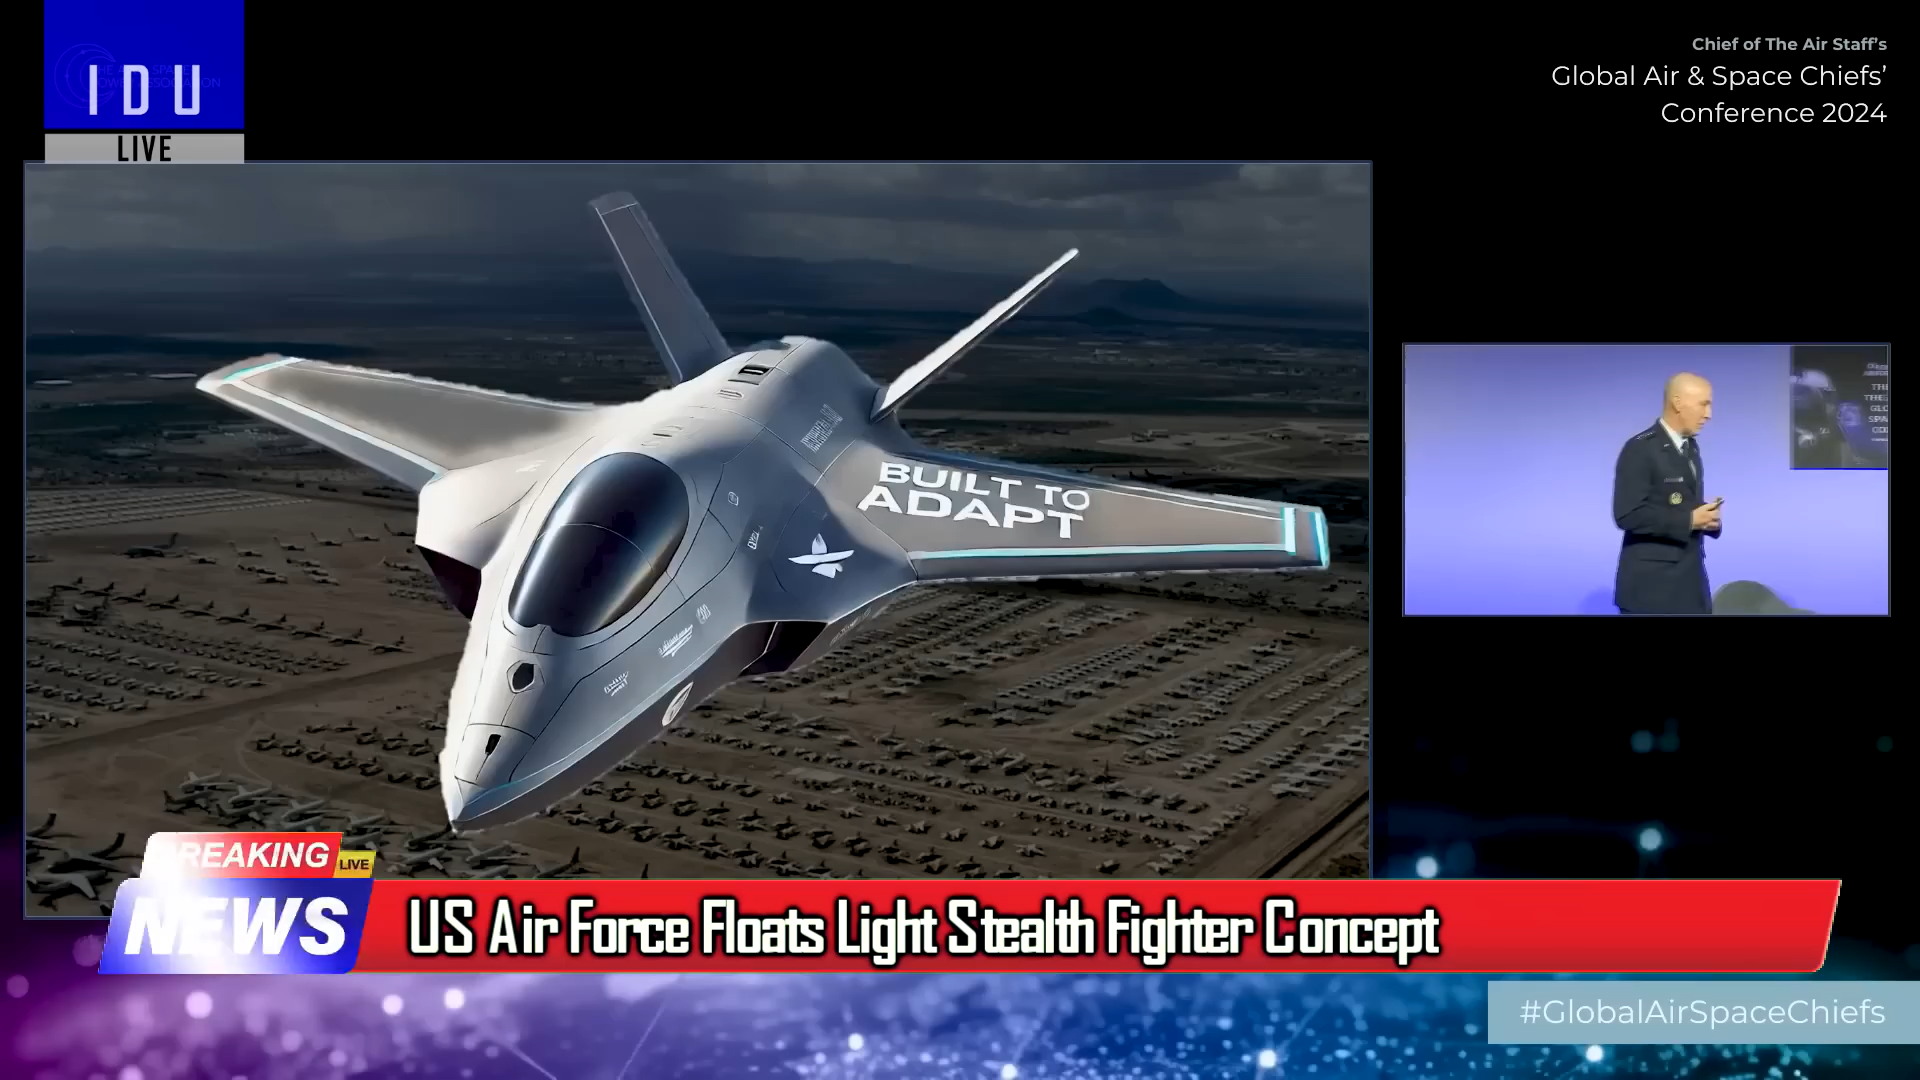 IDU
LIVE
Chief of The Air Staff's
Global Air & Space Chiefs'
Conference 2024
BUILT TO
ADAPT
BREAKING
LIVE
NEWS
US Air Force Floats Light Stealth Fighter Concept
#GlobalAirSpaceChiefs